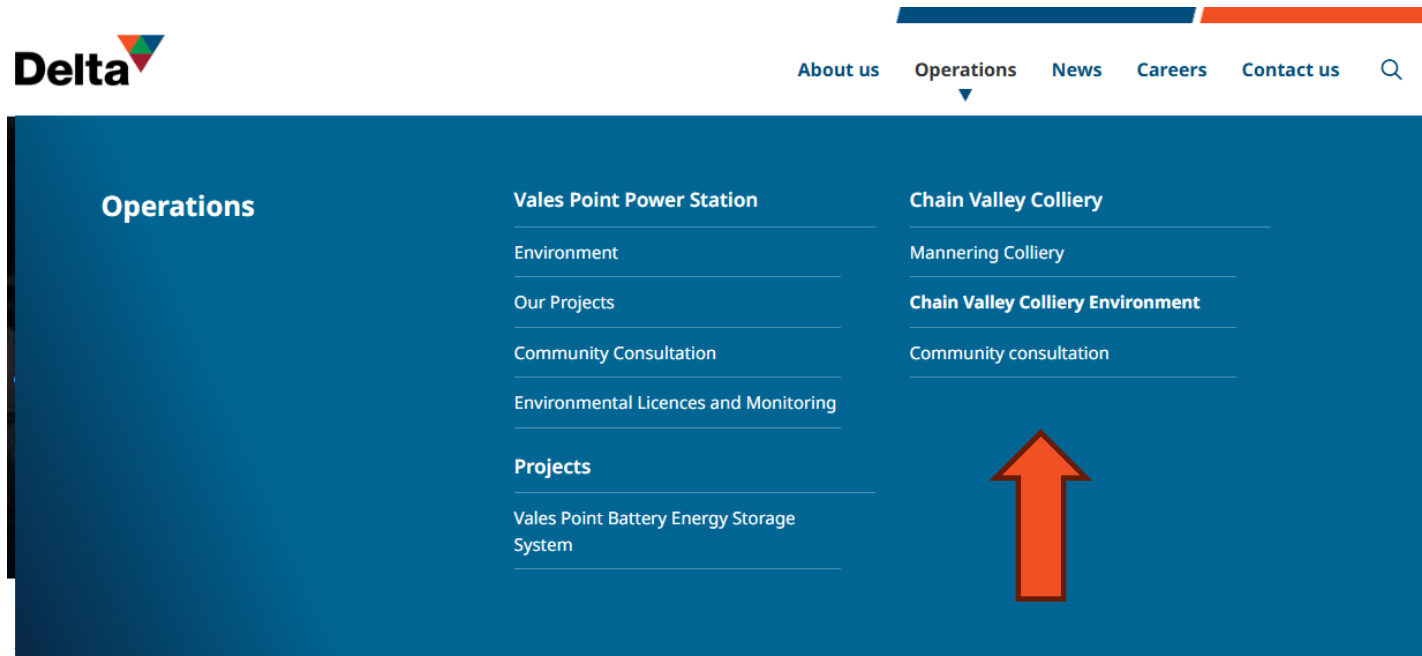 Delta
About us Operations News Careers Contact us
Operations
Vales Point Power Station
Environment
Our Projects
Community Consultation
Environmental Licences and Monitoring
Projects
Vales Point Battery Energy Storage
System
Chain Valley Colliery
Mannering Colliery
Chain Valley Colliery Environment
Community consultation